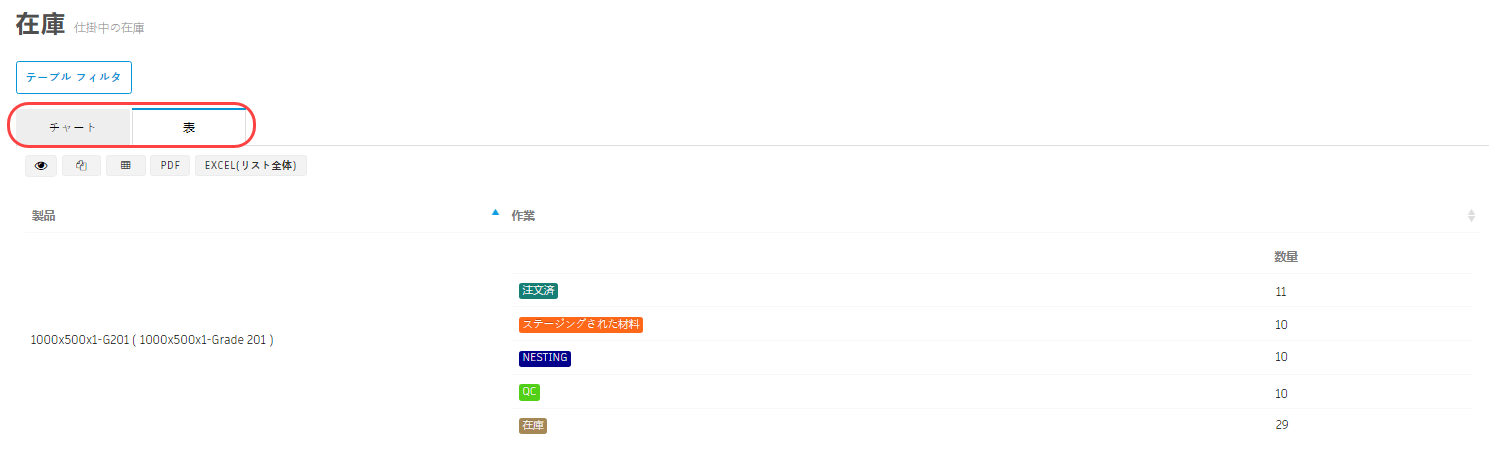 在庫 仕掛中の在庫
テーブル フィルタ
チャート 表
PDF EXCEL(リスト全体)
製品 作業
数量
注文済 11
ステージングされた材料 10
1000x500x1-G201 ( 1000x500x1-Grade 201 )
NESTING 10
QC 10
在庫 29